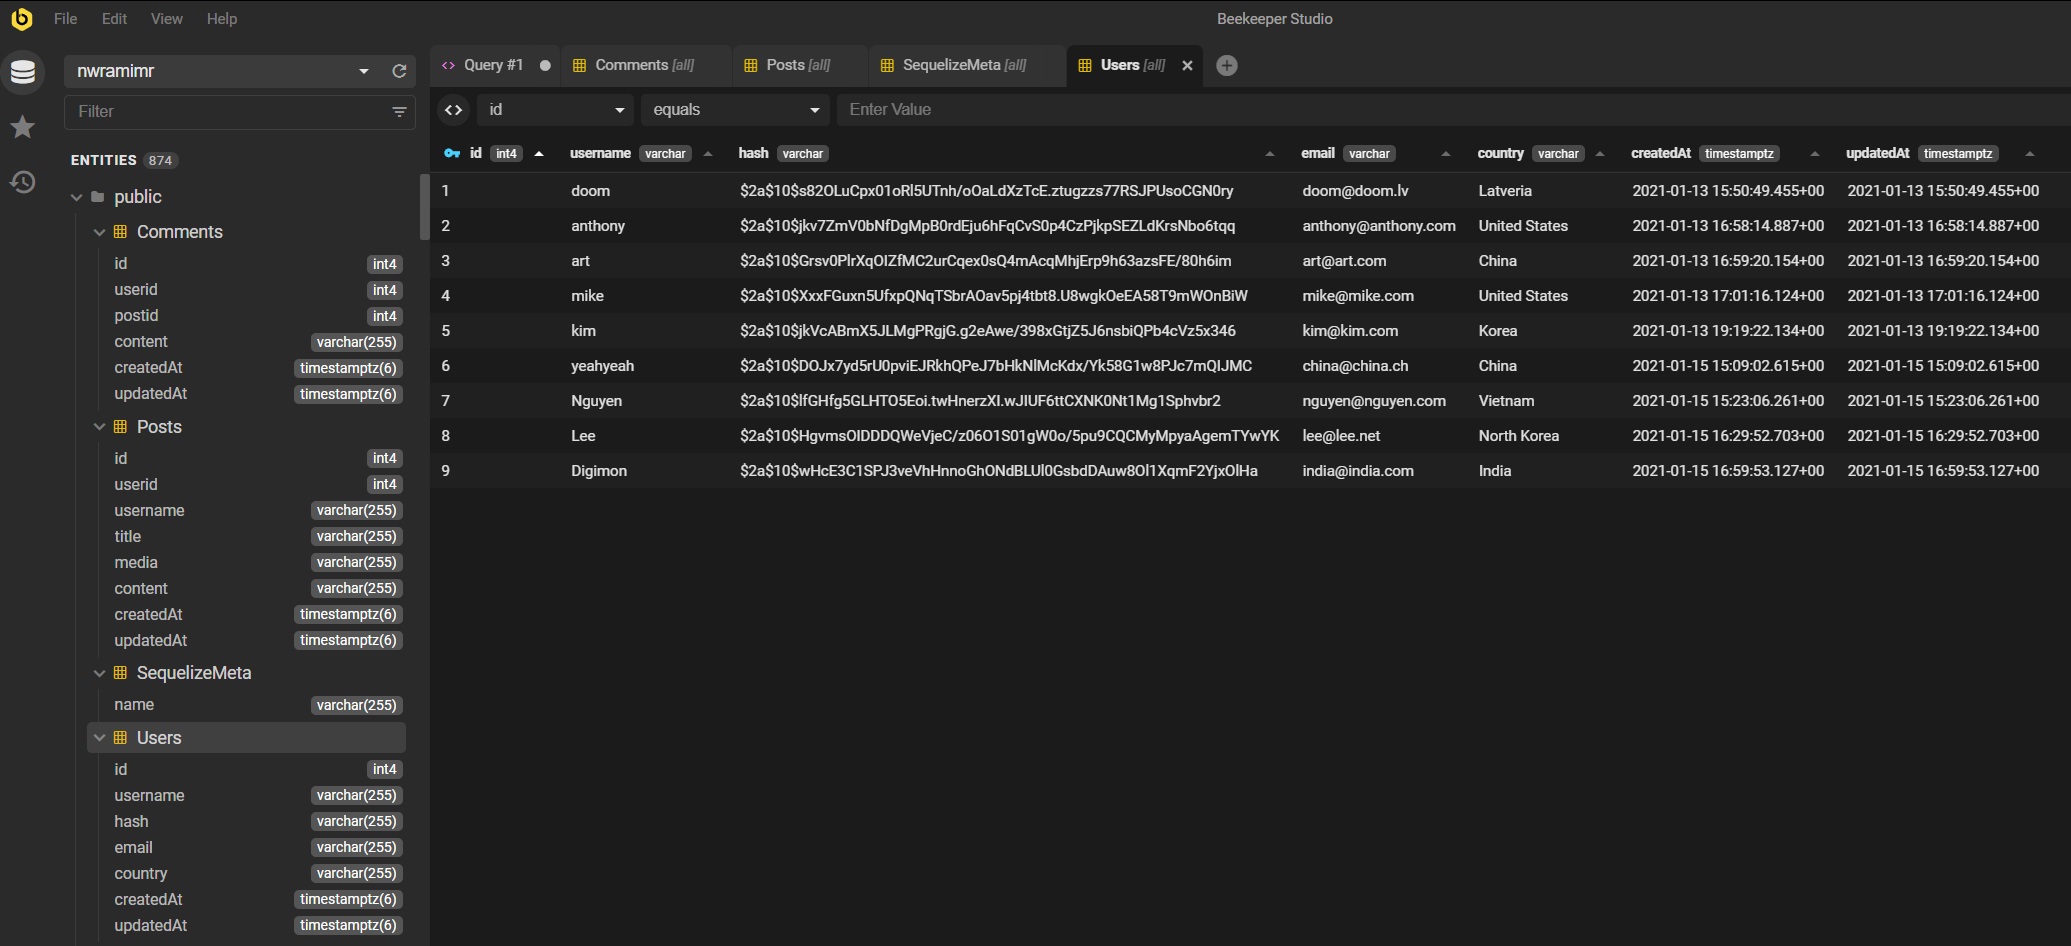 File Edit View Help Beekeeper Studio
nwramimr
Filter
ENTITIES 874
public
Comments
id int4
userid int4
postid int4
content varchar(255)
createdAt timestamptz(6)
updatedAt timestamptz(6)
Posts
id int4
userid int4
username varchar(255)
title varchar(255)
media varchar(255)
content varchar(255)
createdAt timestamptz(6)
updatedAt timestamptz(6)
SequelizeMeta
name varchar(255)
Users
id int4
username varchar(255)
hash varchar(255)
email varchar(255)
country varchar(255)
createdAt timestamptz(6)
updatedAt timestamptz(6)
Query #1 Comments [all] Posts [all] SequelizeMeta [all] Users [all]
id equals Enter Value
id int4 username varchar hash varchar email varchar country varchar createdAt timestamptz updatedAt timestamptz
1 doom $2a$10$s82OLuCpx01oRl5UTnh/oOaLdXzTcE.ztugzzs77RSJPUsoCGN0ry doom@doom.lv Latveria 2021-01-13 15:50:49.455+00 2021-01-13 15:50:49.455+00
2 anthony $2a$10$jkv7ZmV0bNfDgMpB0rdEju6hFqCvS0p4CzPjkpSEZLdKrsNbo6tqq anthony@anthony.com United States 2021-01-13 16:58:14.887+00 2021-01-13 16:58:14.887+00
3 art $2a$10$Grsv0PlrXqOIZfMC2urCqex0sQ4mAcqMhjErp9h63azsFE/80h6im art@art.com China 2021-01-13 16:59:20.154+00 2021-01-13 16:59:20.154+00
4 mike $2a$10$XxxFGuxn5UfxpQNqTSbrAOav5pj4tbt8.U8wgkOeEA58T9mWOnBiW mike@mike.com United States 2021-01-13 17:01:16.124+00 2021-01-13 17:01:16.124+00
5 kim $2a$10$jkVcABmX5JLMgPRgjG.g2eAwe/398xGtjZ5J6nsbiQPb4cVz5x346 kim@kim.com Korea 2021-01-13 19:19:22.134+00 2021-01-13 19:19:22.134+00
6 yeahyeah $2a$10$DOJx7yd5rU0pviEJRkhQPeJ7bHkNlMcKdx/Yk58G1w8PJc7mQIJMC china@china.ch China 2021-01-15 15:09:02.615+00 2021-01-15 15:09:02.615+00
7 Nguyen $2a$10$lfGHfg5GLHTO5Eoi.twHnerzXI.wJIUF6ttCXNK0Nt1Mg1Sphvbr2 nguyen@nguyen.com Vietnam 2021-01-15 15:23:06.261+00 2021-01-15 15:23:06.261+00
8 Lee $2a$10$HgvmsOIDDDQWeVjeC/z06O1S01gW0o/5pu9CQCMyMpyaAgemTYwYK lee@lee.net North Korea 2021-01-15 16:29:52.703+00 2021-01-15 16:29:52.703+00
9 Digimon $2a$10$wHcE3C1SPJ3veVhHnnoGhONdBLUl0GsbdDAuw8Ol1XqmF2YjxOlHa india@india.com India 2021-01-15 16:59:53.127+00 2021-01-15 16:59:53.127+00